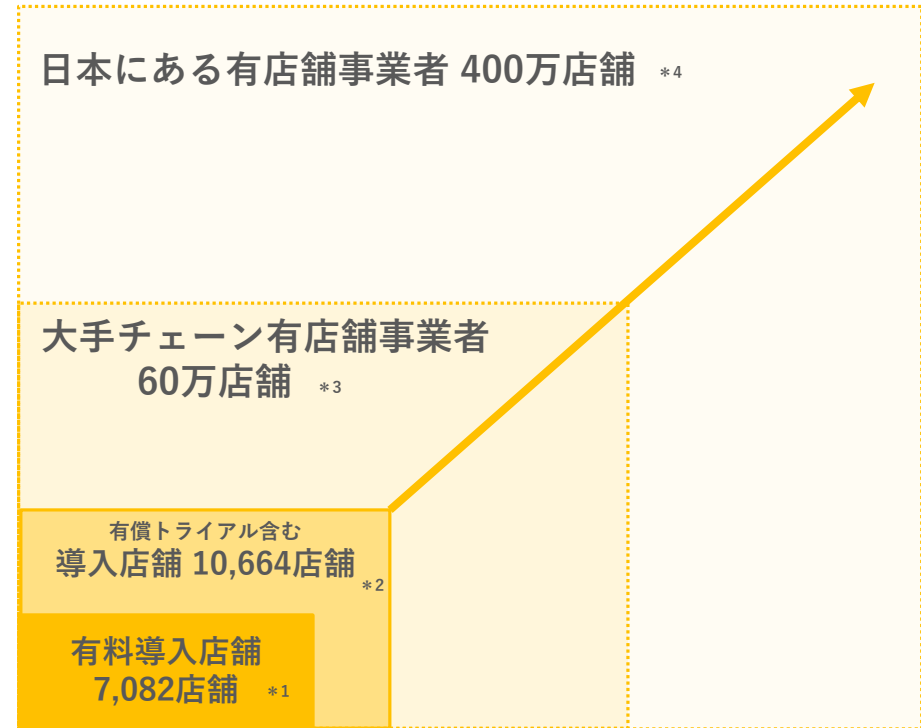 日本にある有店舗事業者 400万店舗 *4
大手チェーン有店舗事業者
60万店舗 *3
有償トライアル含む
導入店舗 10,664店舗 *2
有料導入店舗
7,082店舗 *1